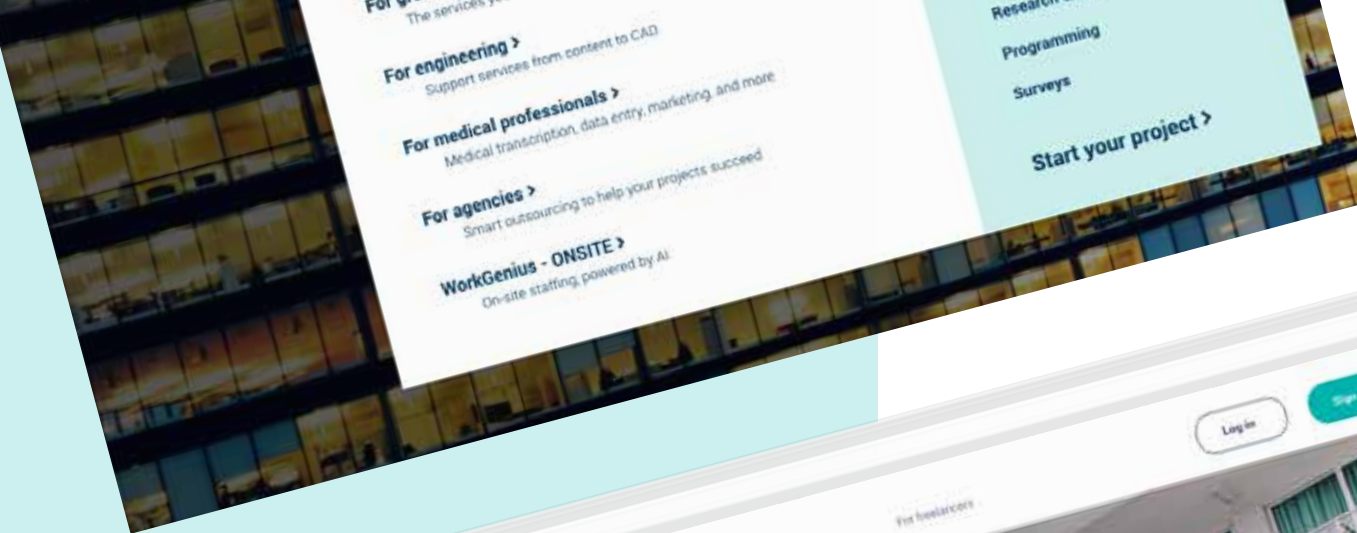 The services
For engineering >
Support services from content to CAD
For medical professionals >
Medical transcription, data entry, marketing, and more
For agencies >
Smart outsourcing to help your projects succeed
WorkGenius - ONSITE >
On-site staffing, powered by AI
Research
Programming
Surveys
Start your project >
Log in
For freelancers